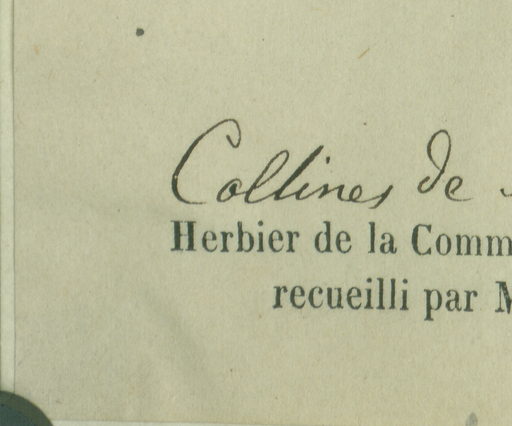 Collines de
Herbier de la Comm
recueilli par M